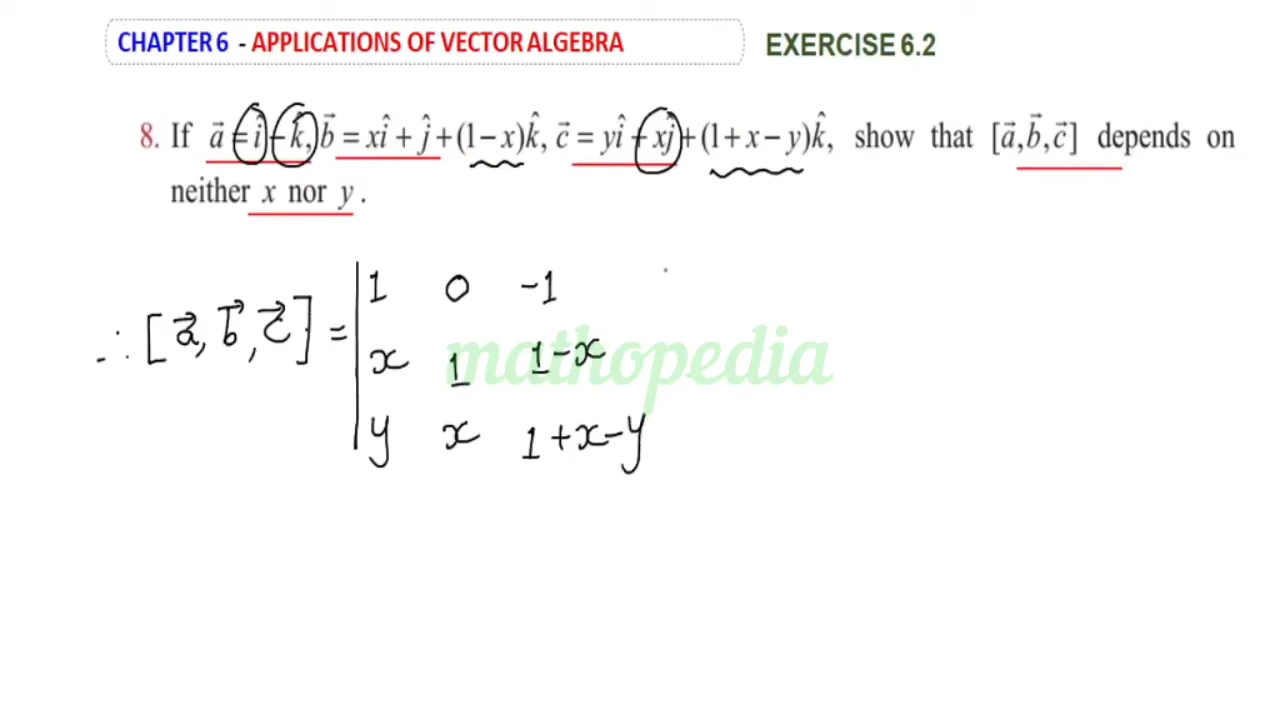 CHAPTER 6 - APPLICATIONS OF VECTOR ALGEBRA
EXERCISE 6.2
8. If a⃗ = î − k̂, b⃗ = xî + ĵ + (1 − x)k̂, c⃗ = yî + xĵ + (1 + x − y)k̂, show that [a⃗, b⃗, c⃗] depends on
neither x nor y .
∴ [a⃗, b⃗, c⃗] =
1 0 -1
x 1 1-x
y x 1+x-y
mathopedia